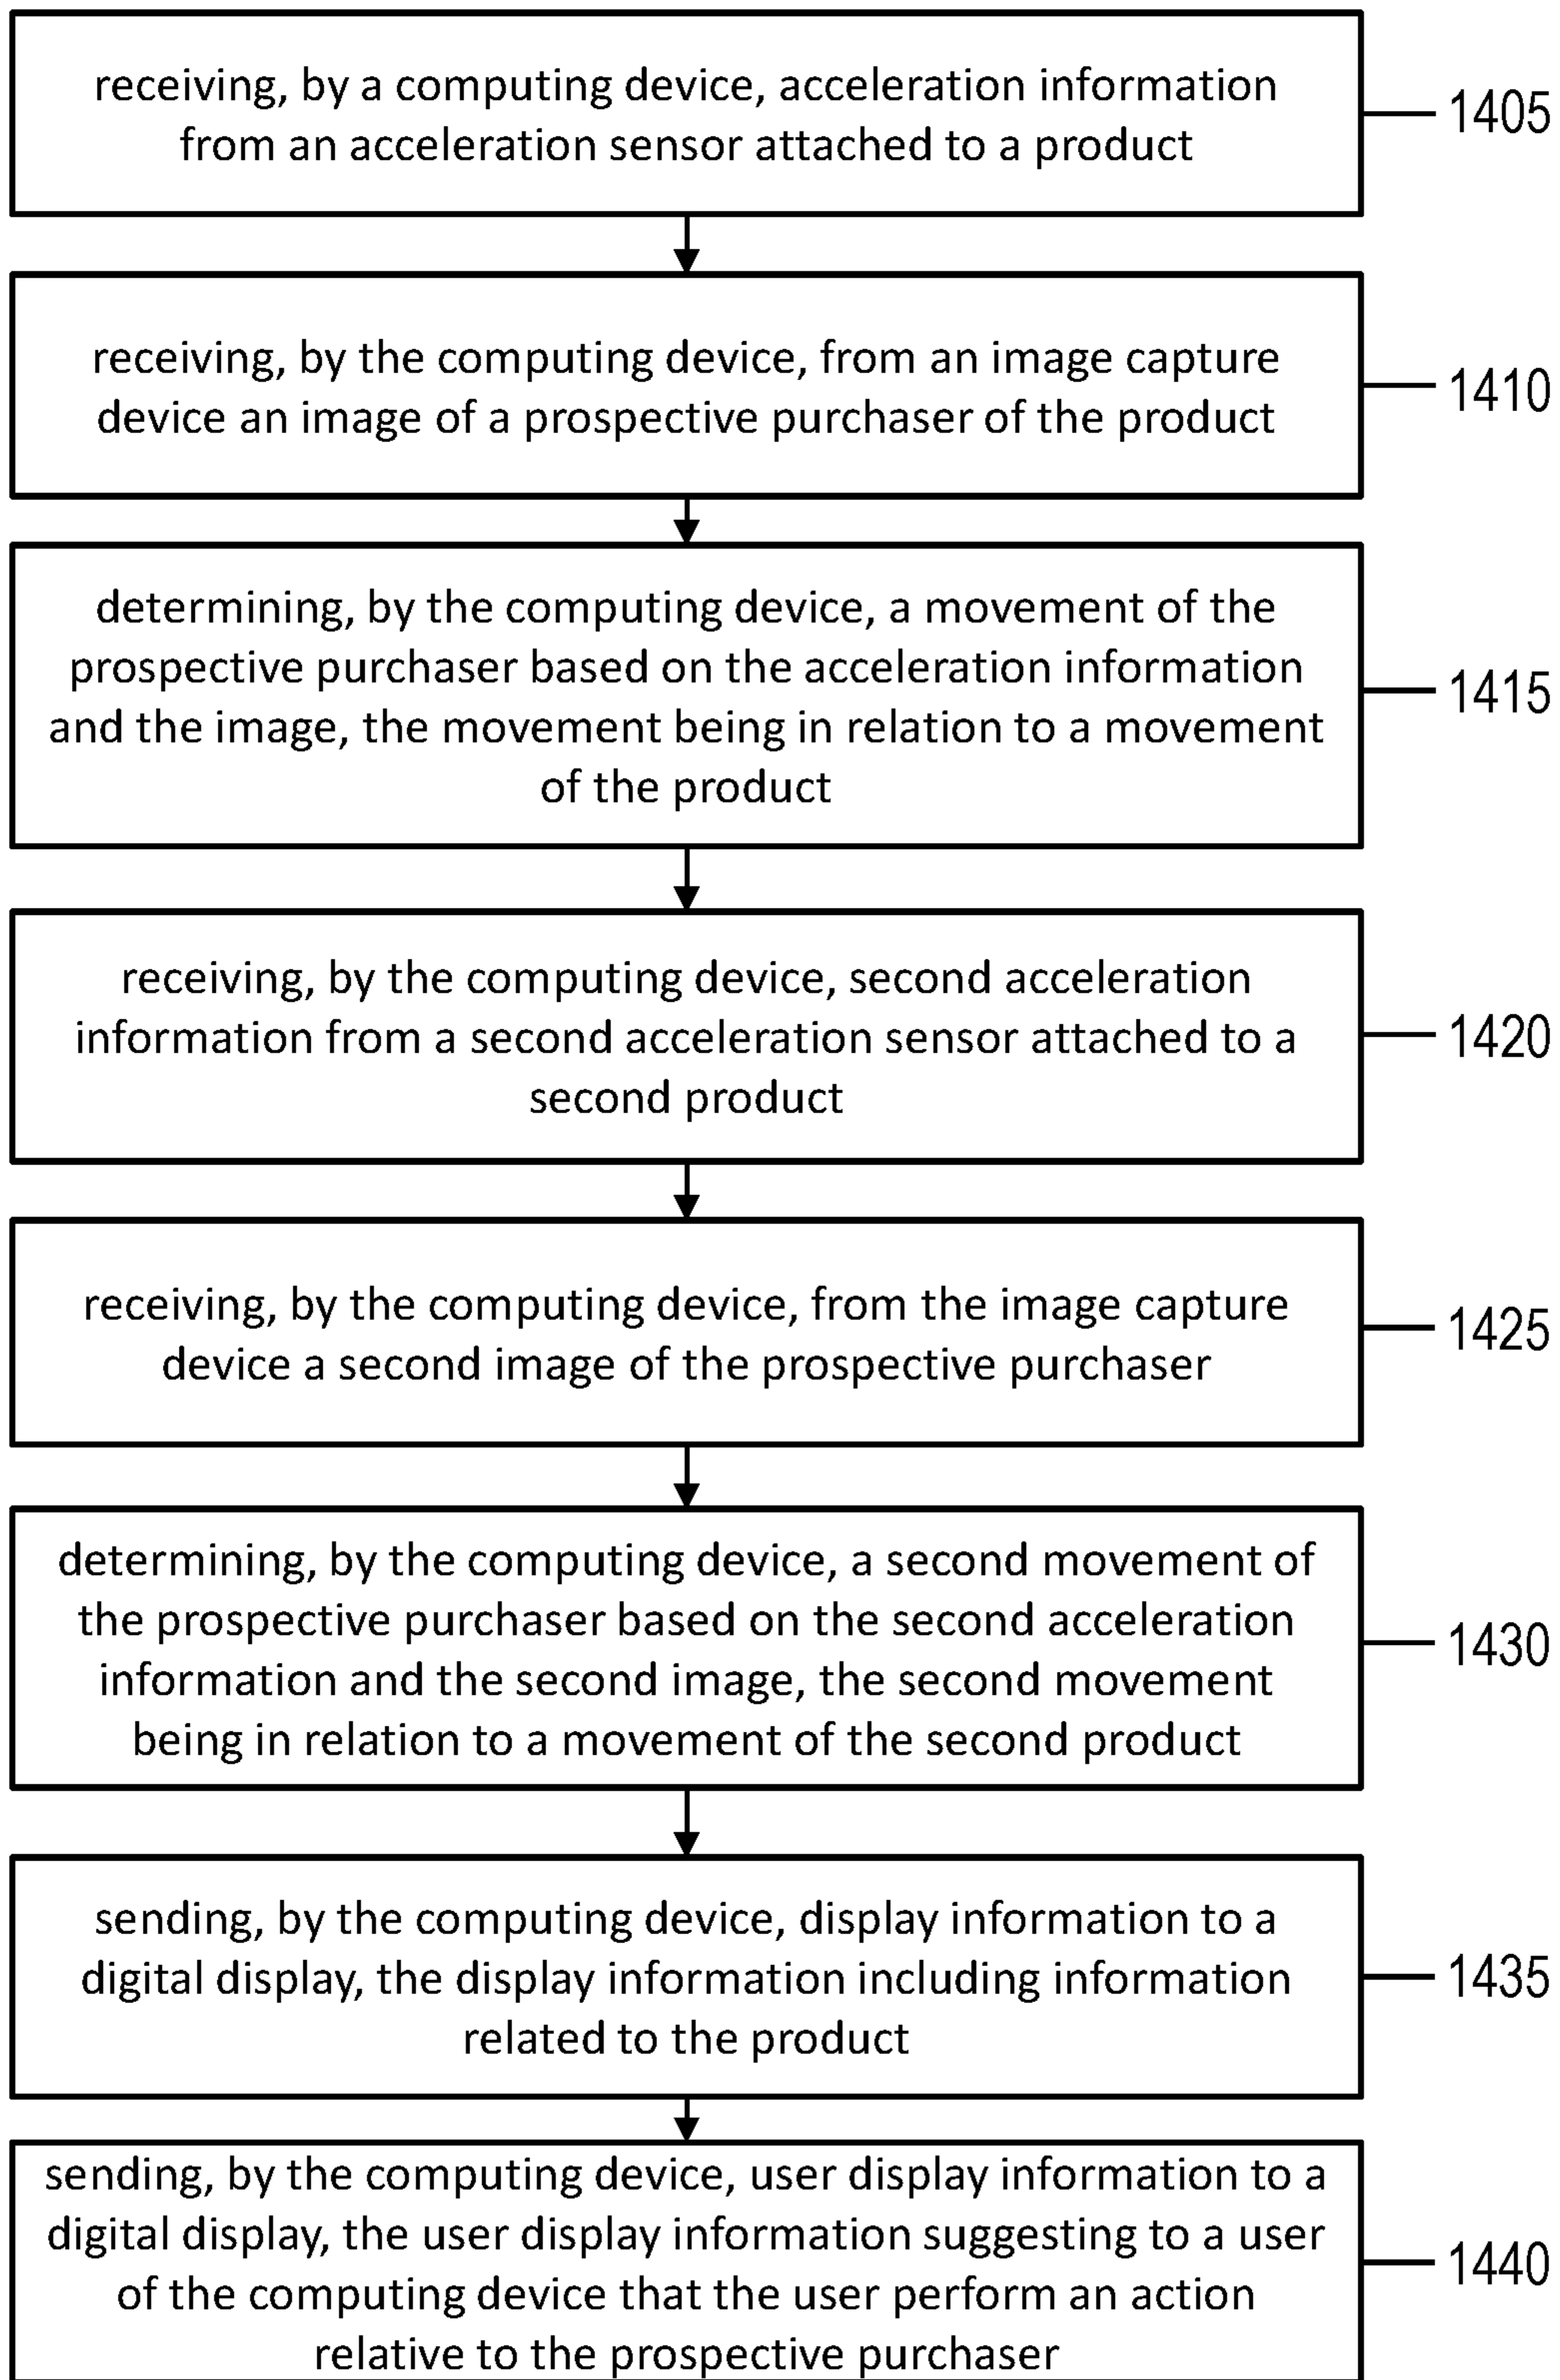 receiving, by a computing device, acceleration information
from an acceleration sensor attached to a product
1405
receiving, by the computing device, from an image capture
device an image of a prospective purchaser of the product
1410
determining, by the computing device, a movement of the
prospective purchaser based on the acceleration information
and the image, the movement being in relation to a movement
of the product
1415
receiving, by the computing device, second acceleration
information from a second acceleration sensor attached to a
second product
1420
receiving, by the computing device, from the image capture
device a second image of the prospective purchaser
1425
determining, by the computing device, a second movement of
the prospective purchaser based on the second acceleration
information and the second image, the second movement
being in relation to a movement of the second product
1430
sending, by the computing device, display information to a
digital display, the display information including information
related to the product
1435
sending, by the computing device, user display information to a
digital display, the user display information suggesting to a user
of the computing device that the user perform an action
relative to the prospective purchaser
1440